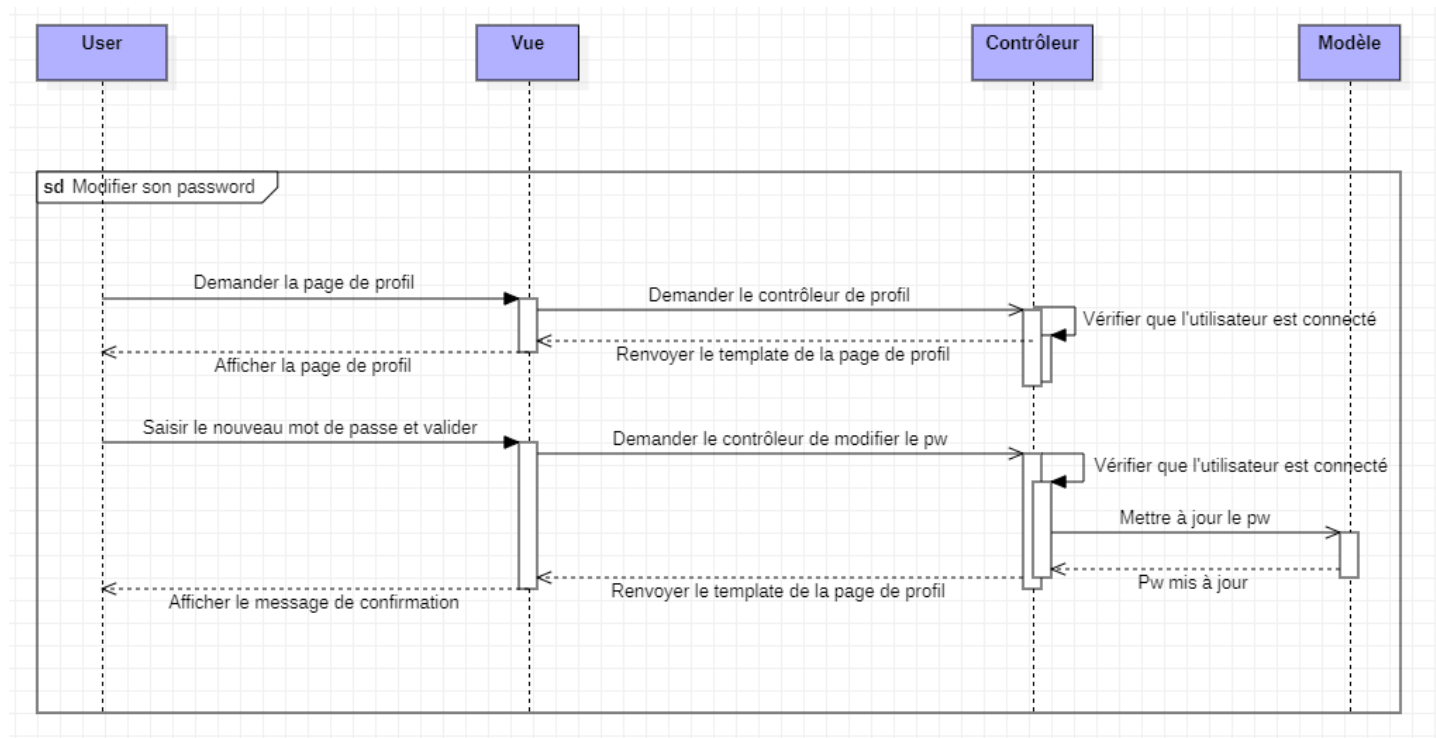 User
Vue
Contrôleur
Modèle
sd Modifier son password
Demander la page de profil
Demander le contrôleur de profil
Vérifier que l'utilisateur est connecté
Renvoyer le template de la page de profil
Afficher la page de profil
Saisir le nouveau mot de passe et valider
Demander le contrôleur de modifier le pw
Vérifier que l'utilisateur est connecté
Mettre à jour le pw
Pw mis à jour
Renvoyer le template de la page de profil
Afficher le message de confirmation